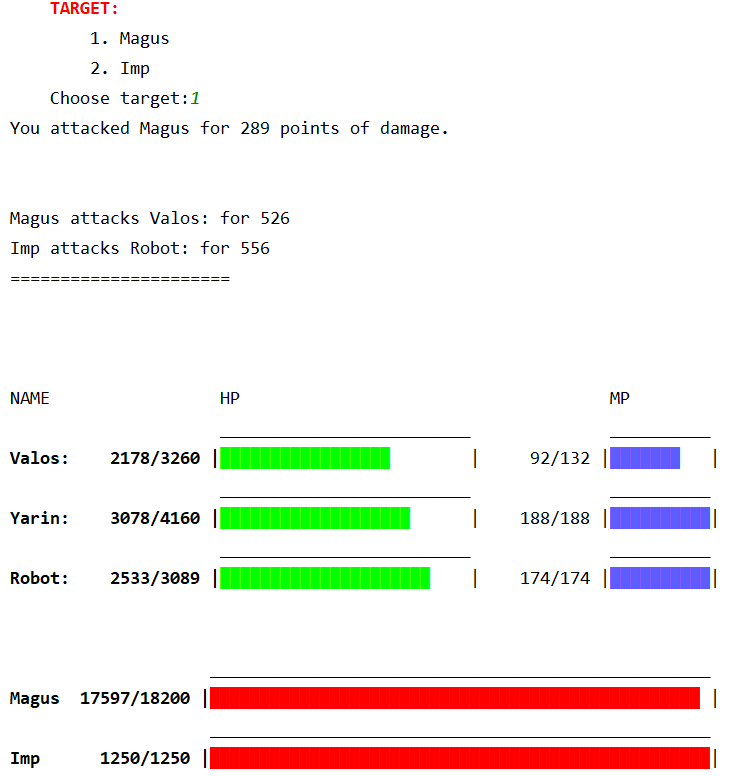 TARGET:
1. Magus
2. Imp
Choose target:1
You attacked Magus for 289 points of damage.
Magus attacks Valos: for 526
Imp attacks Robot: for 556
======================
NAME HP MP
Valos: 2178/3260 | | 92/132 | |
Yarin: 3078/4160 | | 188/188 | |
Robot: 2533/3089 | | 174/174 | |
Magus 17597/18200 | |
Imp 1250/1250 | |